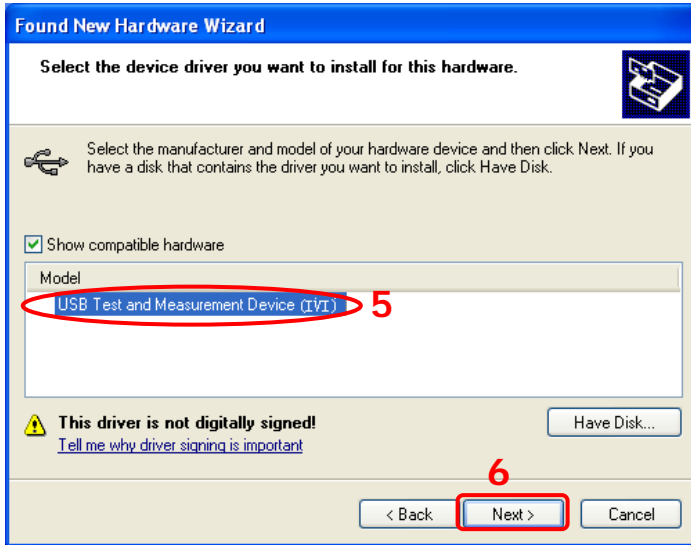 Found New Hardware Wizard
Select the device driver you want to install for this hardware.
Select the manufacturer and model of your hardware device and then click Next. If you
have a disk that contains the driver you want to install, click Have Disk.
Show compatible hardware
Model
USB Test and Measurement Device (IVI) 5
This driver is not digitally signed!
Have Disk...
Tell me why driver signing is important
6
< Back Next > Cancel